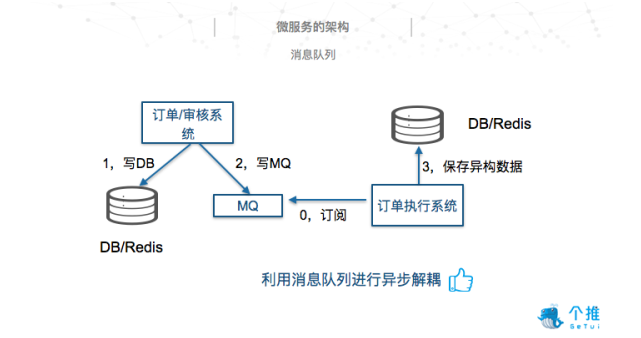 微服务的架构
消息队列
订单/审核系
统
DB/Redis
1，写DB
2，写MQ
3，保存异构数据
MQ
订单执行系统
0，订阅
DB/Redis
利用消息队列进行异步解耦
个推
GeTui